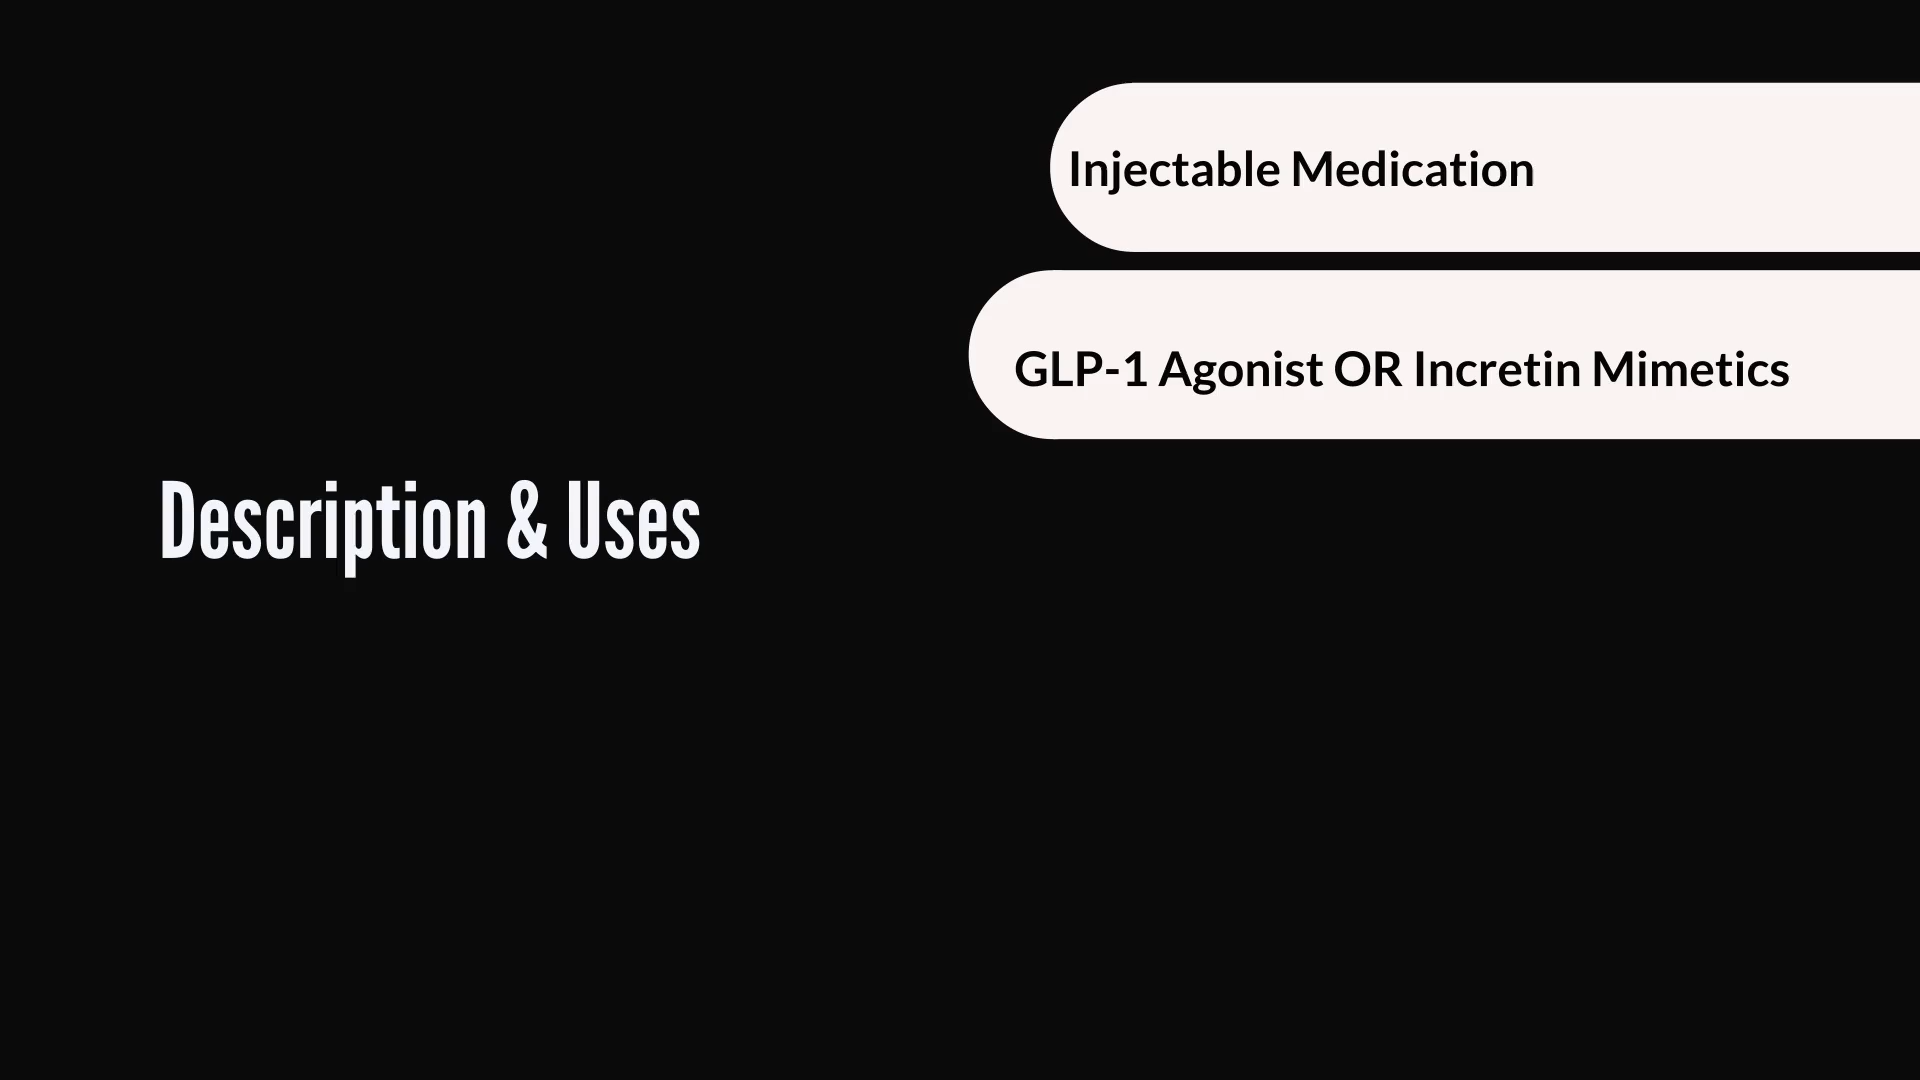 Injectable Medication
GLP-1 Agonist OR Incretin Mimetics
Description & Uses